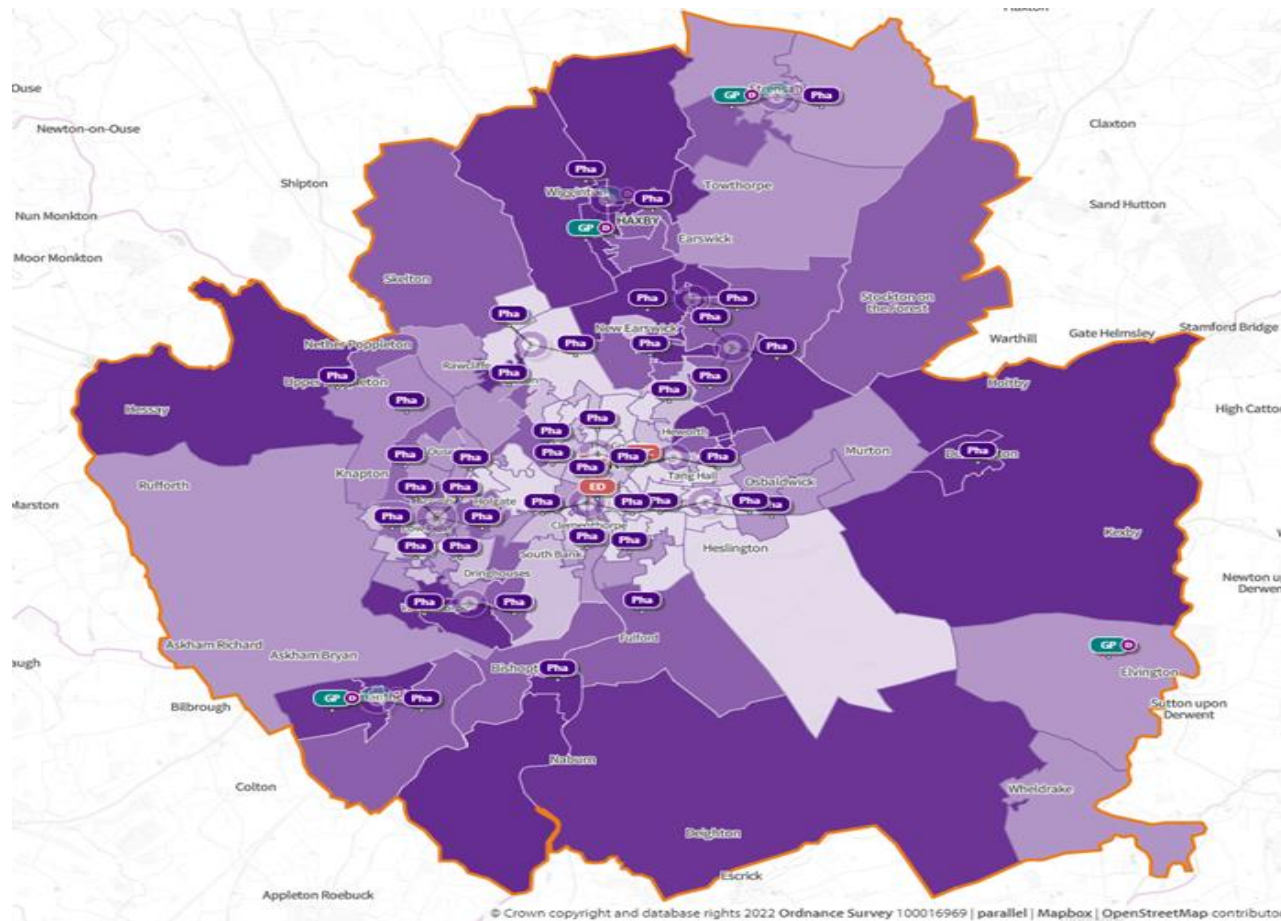 Claxton
Newton-on-Ouse
GP D Pha
Shipton
Pha
Towthorpe
Pha
Nun Monkton
Sand Hutton
HAXBY
GP D
Earswick
Moor Monkton
Skelton
Pha Pha
Stockton on
the Forest
Pha Pha
New Earswick
Stamford Bridge
Gate Helmsley
Warthill
Nether Poppleton
Pha Pha Pha
Pha Pha Pha
Holtby
Pha
Hessay
Pha
High Catton
Pha
Pha
Heworth
Murton
Pha Pha Pha Pha Pha
Pha
Knapton
Tang Hall
Osbaldwick
Rufforth
Pha Pha
ED
Holgate
Pha Pha Pha Pha Pha
Marston
Pha Pha
Clementhorpe
Kexby
Pha Pha Pha Pha
Heslington
South Bank
Dringhouses
Newton u
Derwent
Pha Pha Pha
Fulford
Askham Richard
Askham Bryan
GP D
augh
Pha
Elvington
GP D Pha
Bilbrough
Sutton upon
Derwent
Naburn
Colton
Wheldrake
Deighton
Escrick
Appleton Roebuck
© Crown copyright and database rights 2022 Ordnance Survey 100016969 | parallel | Mapbox | OpenStreetMap contributo